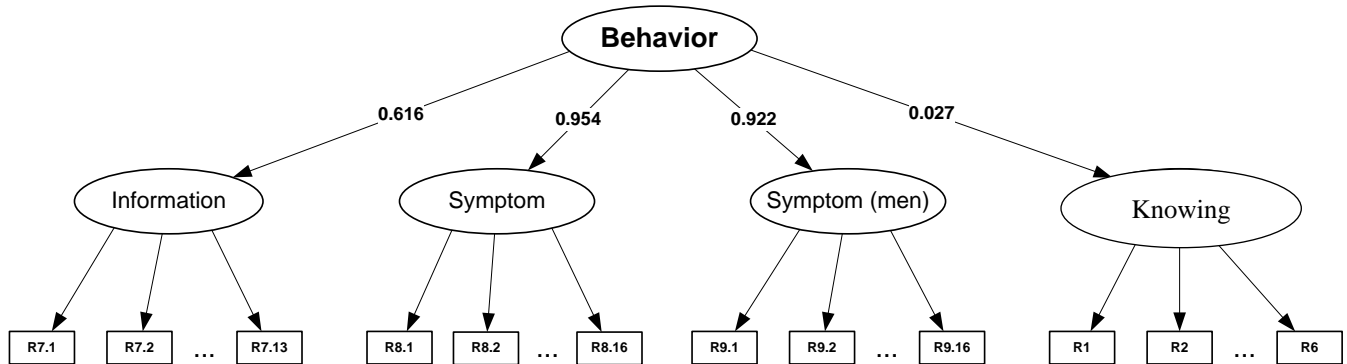 Behavior
0.616
0.954
0.922
0.027
Information
Symptom
Symptom (men)
Knowing
R7.1
R7.2
...
R7.13
R8.1
R8.2
...
R8.16
R9.1
R9.2
...
R9.16
R1
R2
...
R6